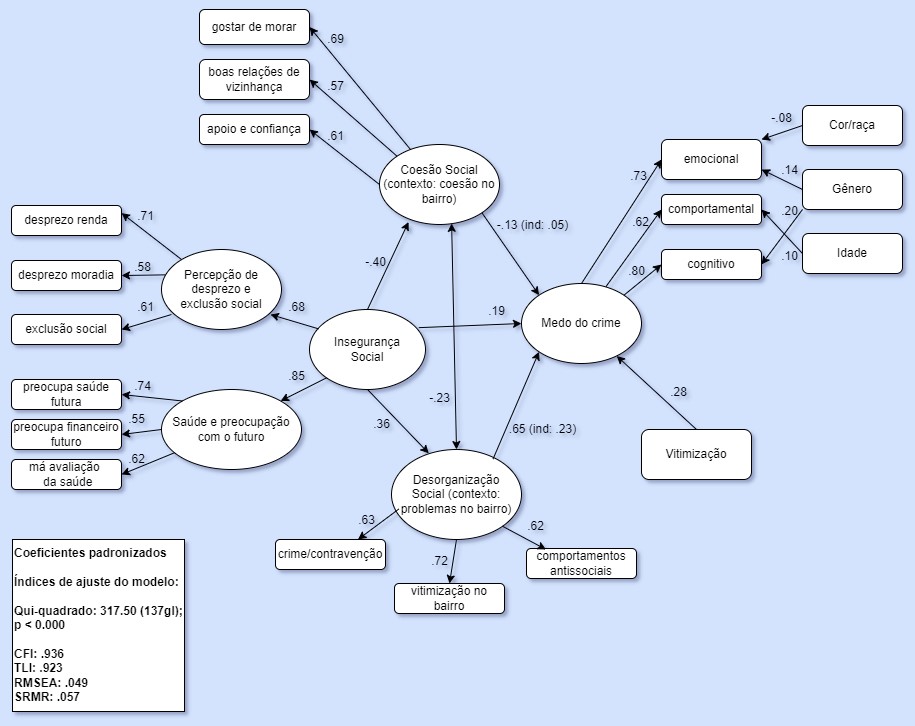 gostar de morar
.69
boas relações de
vizinhança
.57
apoio e confiança
.61
Coesão Social
(contexto: coesão no
bairro)
-.13 (ind: .05)
emocional
.73
-.08
Cor/raça
.14
Gênero
comportamental
.62
.20
cognitivo
.80
.10
Idade
desprezo renda
.71
desprezo moradia
.58
exclusão social
.61
Percepção de
desprezo e
exclusão social
.68
-.40
Insegurança
Social
.19
Medo do crime
.85
.36
-.23
.65 (ind: .23)
.28
Vitimização
preocupa saúde
futura
.74
preocupa financeiro
futuro
.55
má avaliação
da saúde
.62
Saúde e preocupação
com o futuro
Desorganização
Social (contexto:
problemas no bairro)
.63
crime/contravenção
.72
vitimização no
bairro
.62
comportamentos
antissociais
Coeficientes padronizados
Índices de ajuste do modelo:
Qui-quadrado: 317.50 (137gl);
p < 0.000
CFI: .936
TLI: .923
RMSEA: .049
SRMR: .057